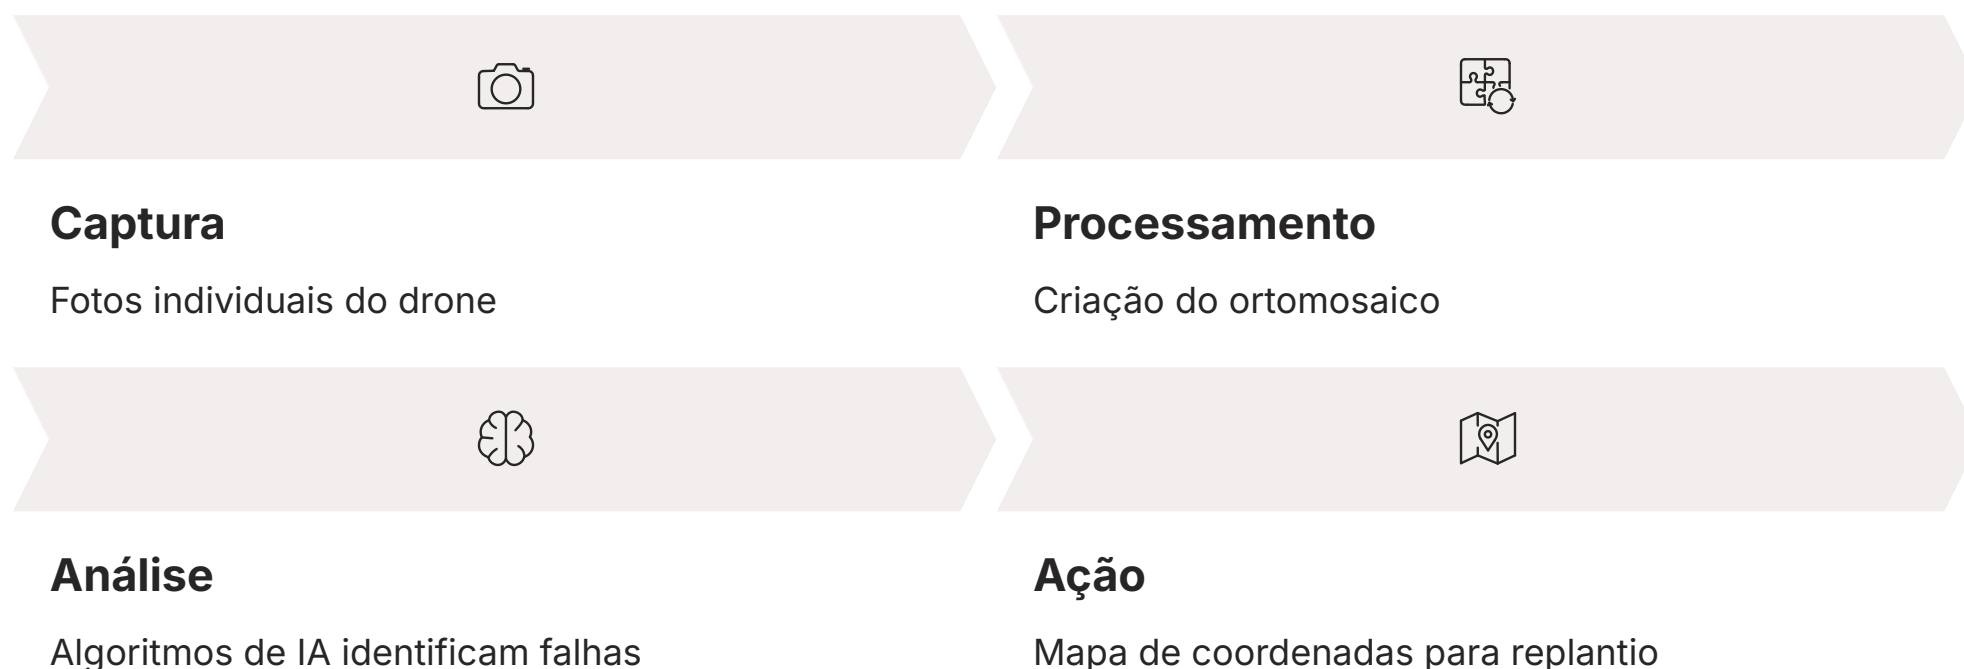 Captura
Fotos individuais do drone
Processamento
Criação do ortomosaico
Análise
Algoritmos de IA identificam falhas
Ação
Mapa de coordenadas para replantio